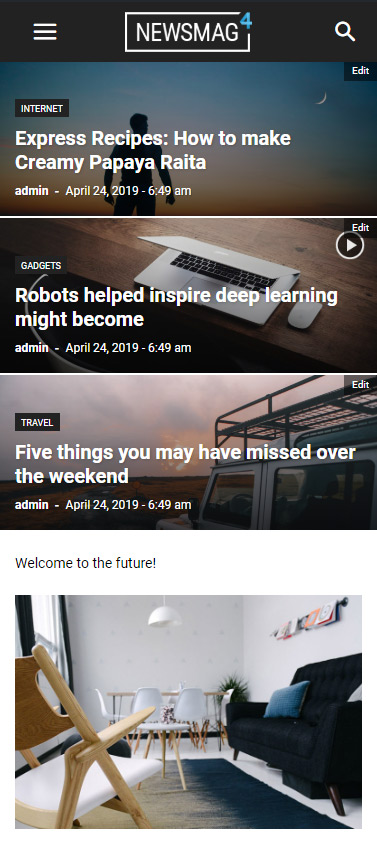 NEWSMAG4
Edit
INTERNET
Express Recipes: How to make
Creamy Papaya Raita
admin - April 24, 2019 - 6:49 am
Edit
GADGETS
Robots helped inspire deep learning
might become
admin - April 24, 2019 - 6:49 am
Edit
TRAVEL
Five things you may have missed over
the weekend
admin - April 24, 2019 - 6:49 am
Welcome to the future!